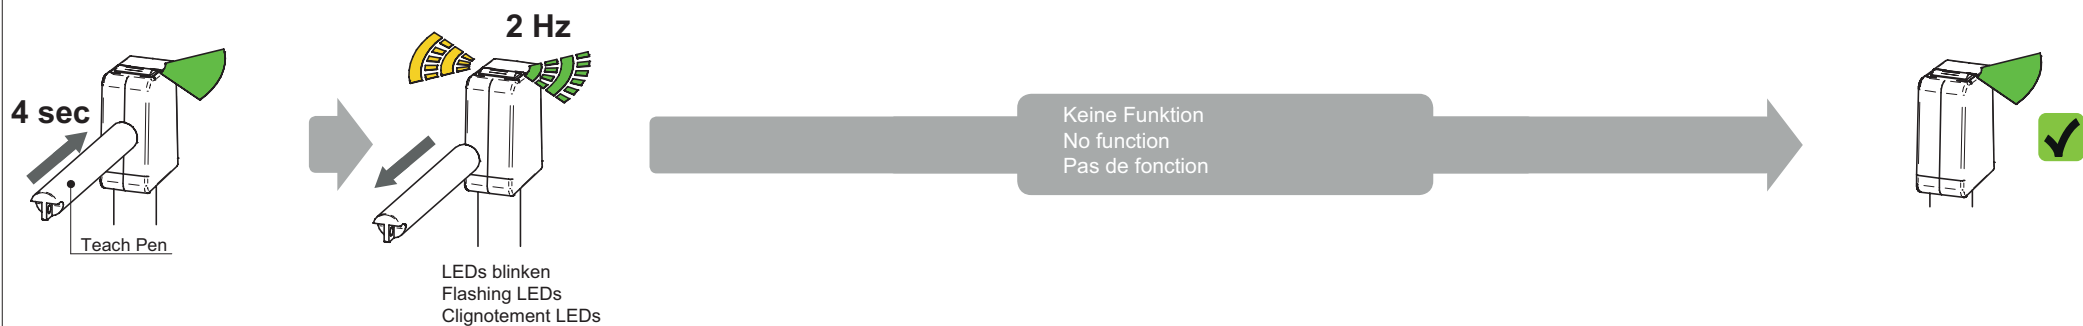 4 sec
Teach Pen
2 Hz
LEDs blinken
Flashing LEDs
Clignotement LEDs
Keine Funktion
No function
Pas de fonction